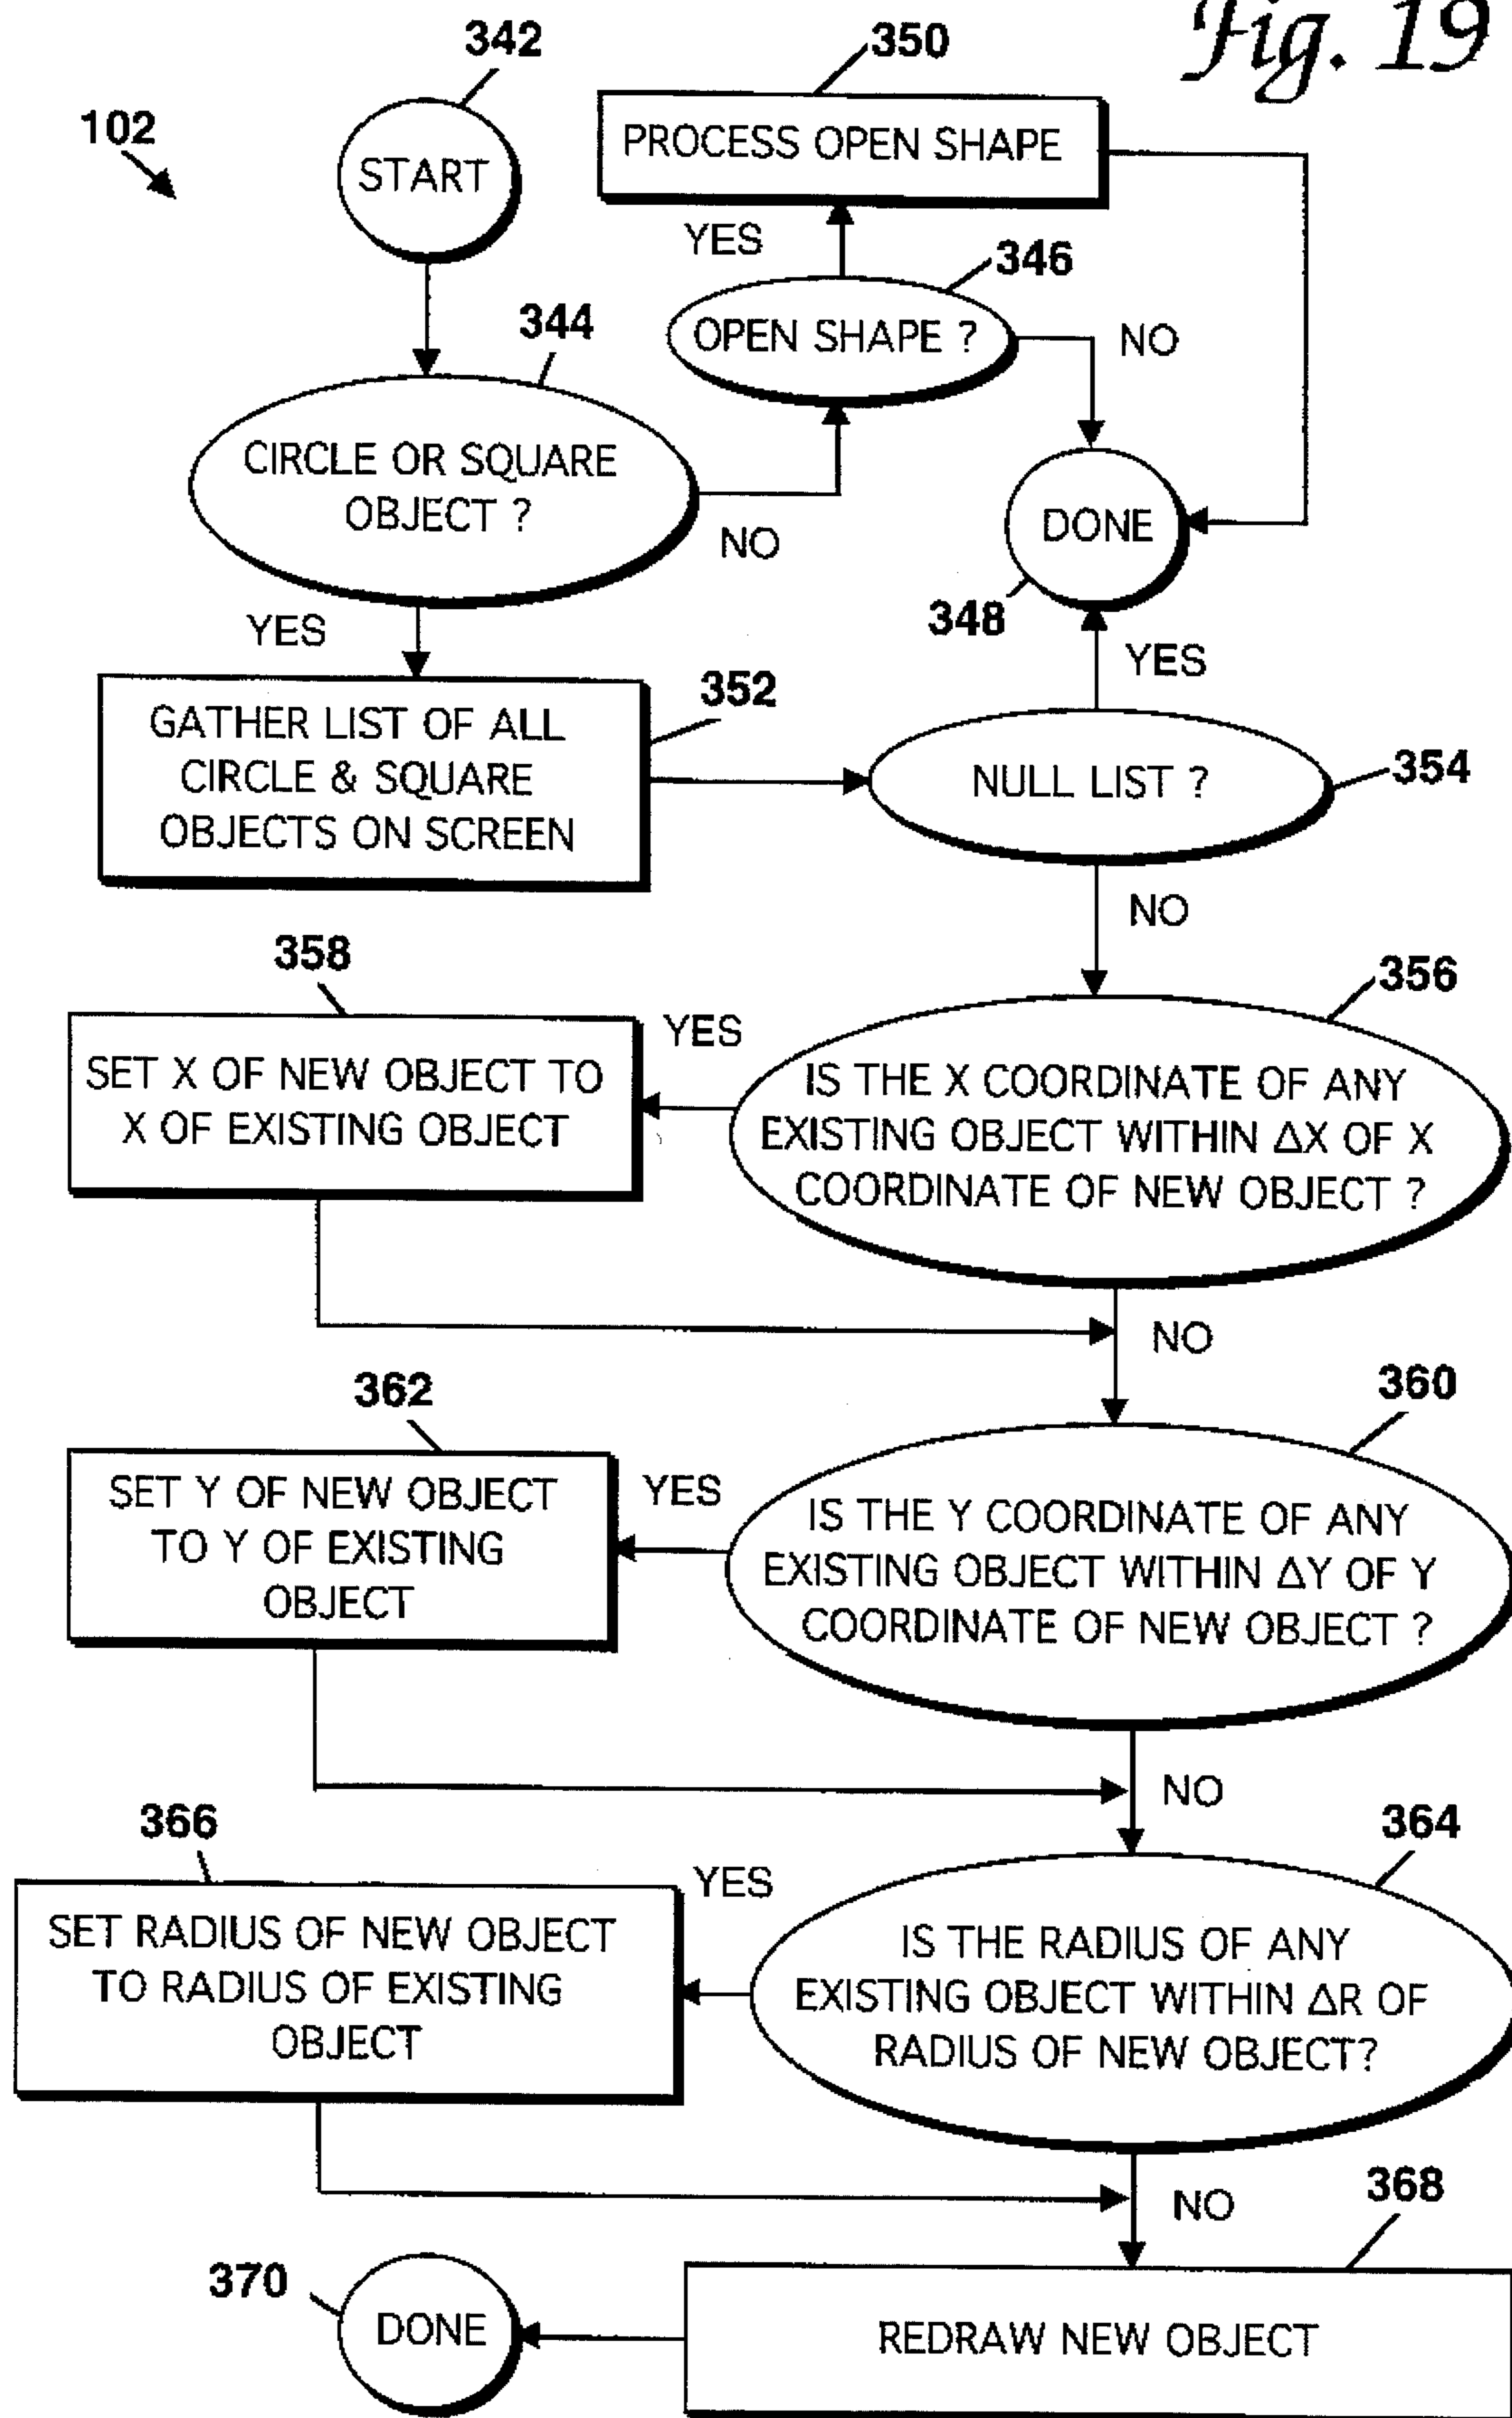 Fig. 19
342
350
102
START
PROCESS OPEN SHAPE
YES
346
344
OPEN SHAPE ?
NO
CIRCLE OR SQUARE
OBJECT ?
NO
DONE
348
YES
YES
352
GATHER LIST OF ALL
CIRCLE & SQUARE
OBJECTS ON SCREEN
NULL LIST ?
354
NO
358
356
YES
SET X OF NEW OBJECT TO
X OF EXISTING OBJECT
IS THE X COORDINATE OF ANY
EXISTING OBJECT WITHIN ΔX OF X
COORDINATE OF NEW OBJECT ?
NO
362
360
YES
SET Y OF NEW OBJECT
TO Y OF EXISTING
OBJECT
IS THE Y COORDINATE OF ANY
EXISTING OBJECT WITHIN ΔY OF Y
COORDINATE OF NEW OBJECT ?
NO
366
364
YES
SET RADIUS OF NEW OBJECT
TO RADIUS OF EXISTING
OBJECT
IS THE RADIUS OF ANY
EXISTING OBJECT WITHIN ΔR OF
RADIUS OF NEW OBJECT?
NO
368
370
DONE
REDRAW NEW OBJECT